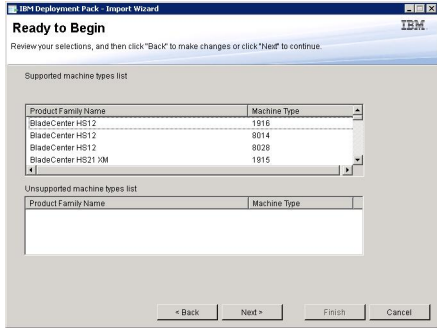 IBM Deployment Pack - Import Wizard
Ready to Begin
IBM
Review your selections, and then click "Back" to make changes or click "Next" to continue.
Supported machine types list
Product Family Name Machine Type
BladeCenter HS12 1916
BladeCenter HS12 8014
BladeCenter HS12 8028
BladeCenter HS21 XM 1915
Unsupported machine types list
Product Family Name Machine Type
< Back Next > Finish Cancel